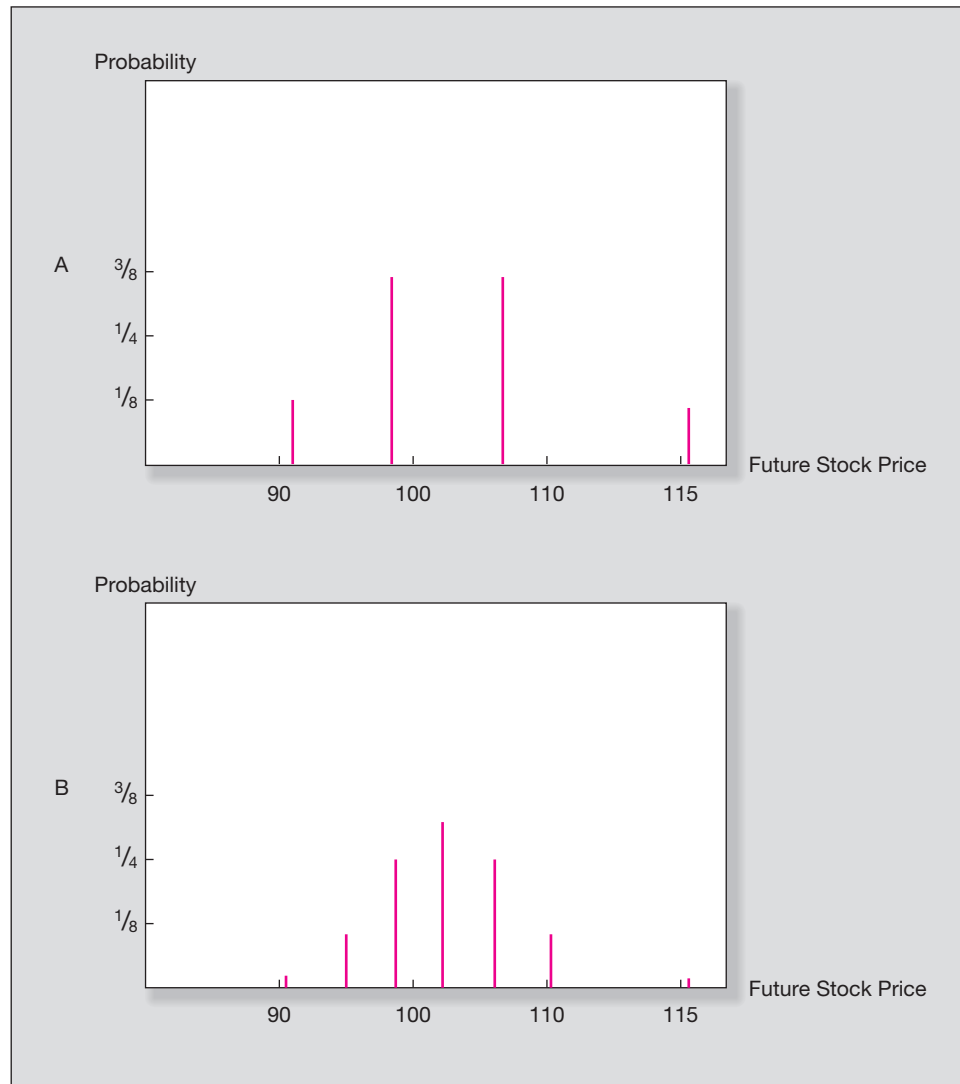 Probability
A
3/8
1/4
1/8
Future Stock Price
90 100 110 115
Probability
B
3/8
1/4
1/8
Future Stock Price
90 100 110 115